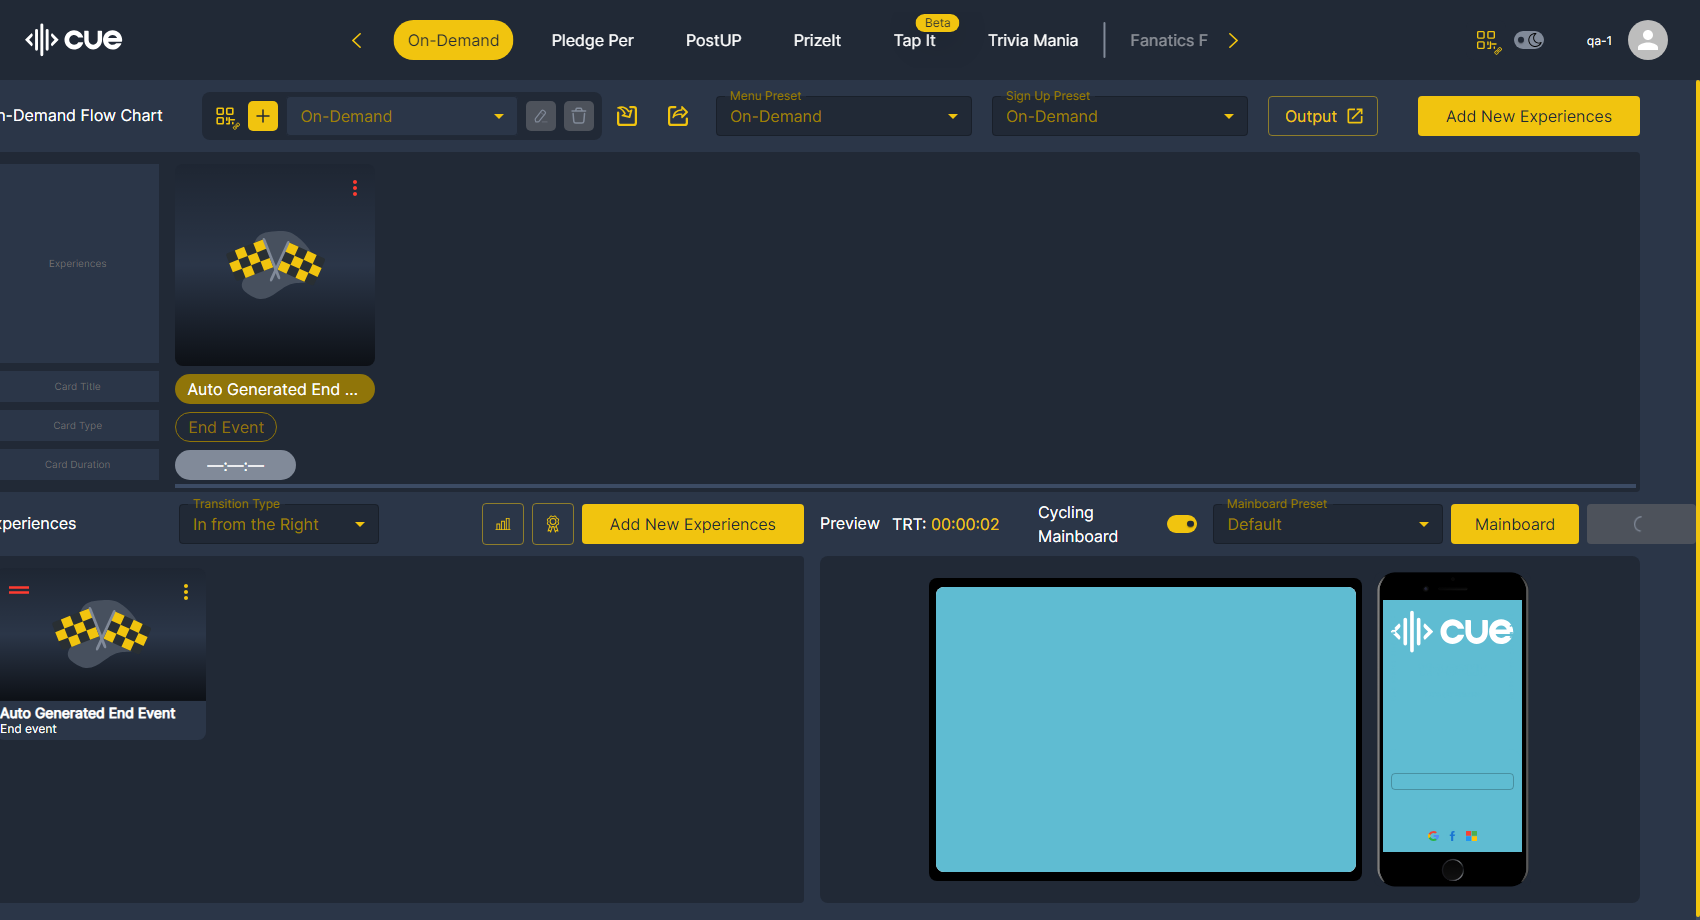 cue
On-Demand
Pledge Per
PostUP
PrizeIt
Beta
Tap It
Trivia Mania
Fanatics F
qa-1
n-Demand Flow Chart
On-Demand
Menu Preset
On-Demand
Sign Up Preset
On-Demand
Output
Add New Experiences
Experiences
Card Title
Card Type
Card Duration
Auto Generated End ...
End Event
—:—:—
xperiences
Transition Type
In from the Right
Add New Experiences
Preview
TRT: 00:00:02
Cycling
Mainboard
Mainboard Preset
Default
Mainboard
Auto Generated End Event
End event
cue